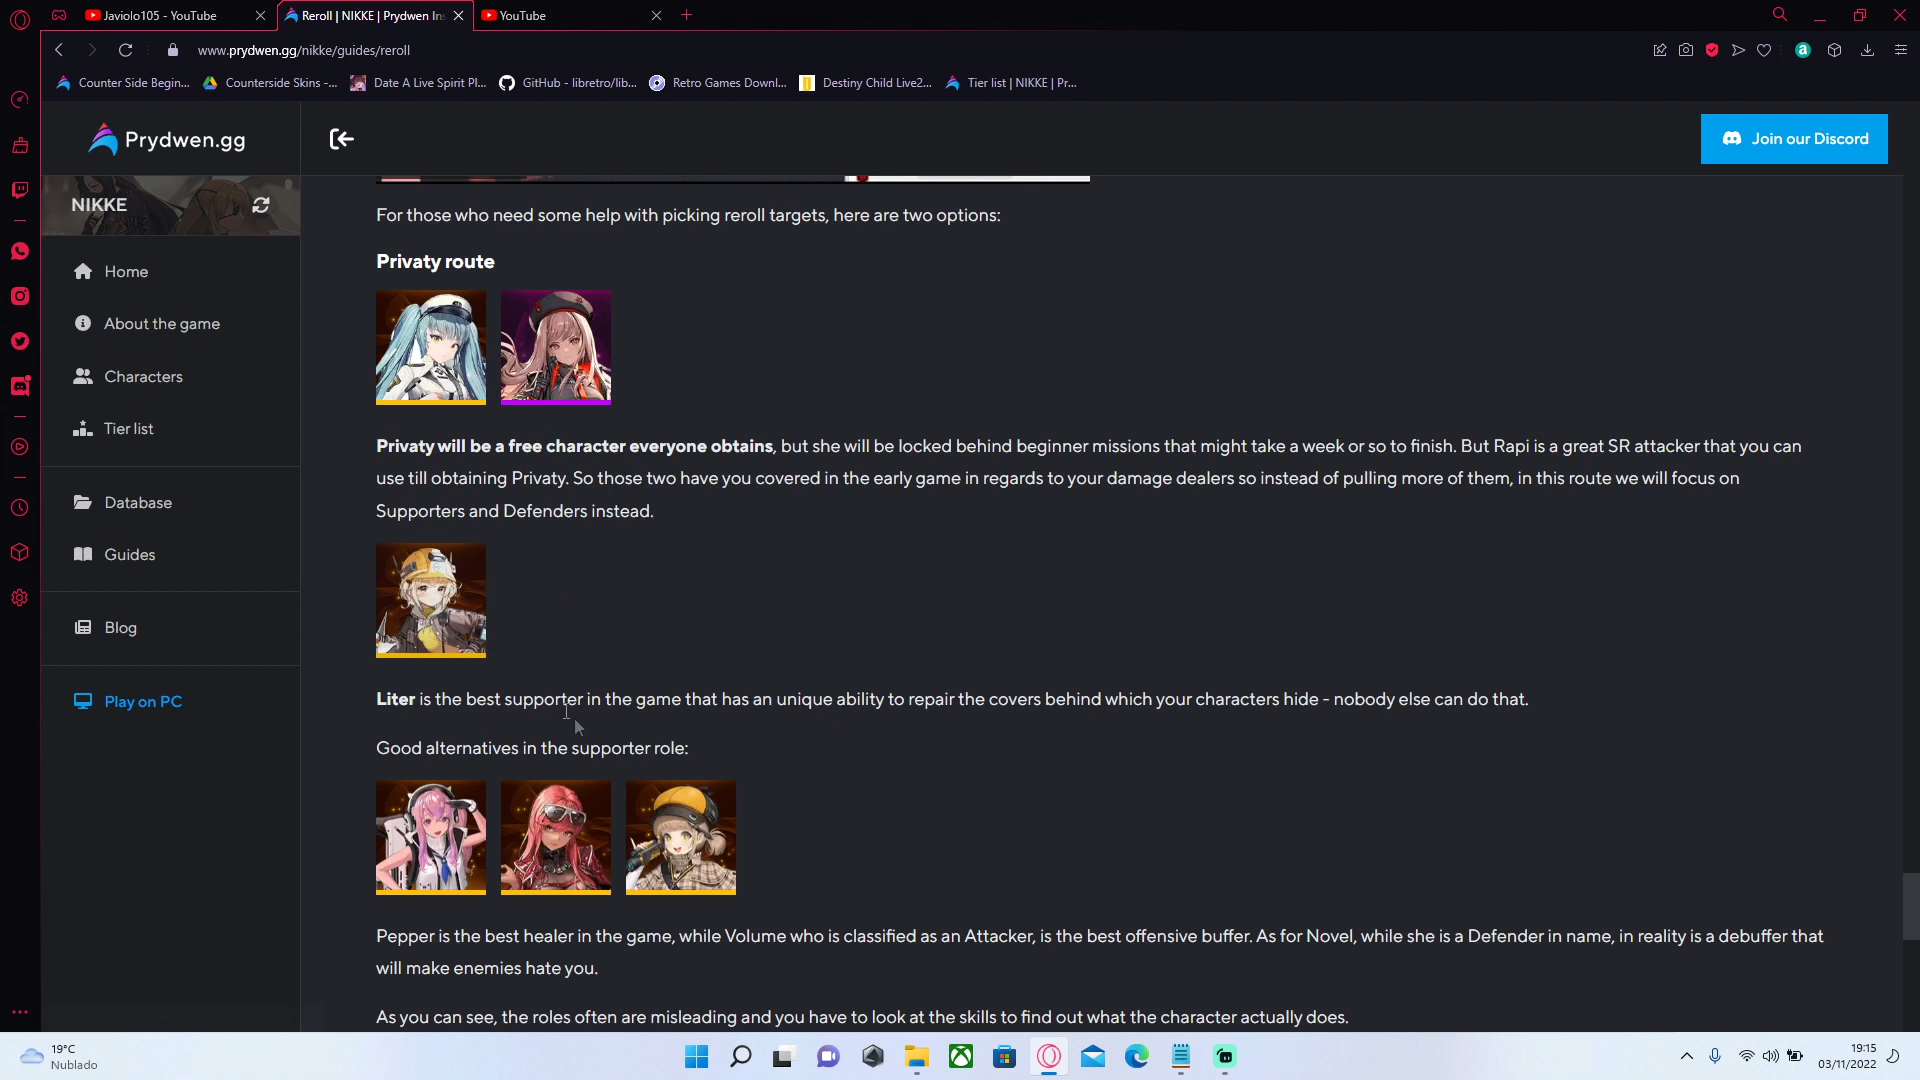 Javiolo105 - YouTube
Reroll | NIKKE | Prydwen In
YouTube
www.prydwen.gg/nikke/guides/reroll
Counter Side Begin...
Counterside Skins -...
Date A Live Spirit Pl...
GitHub - libretro/lib...
Retro Games Downl...
Destiny Child Live2...
Tier list | NIKKE | Pr...
Prydwen.gg
Join our Discord
NIKKE
Home
About the game
Characters
Tier list
Database
Guides
Blog
Play on PC
For those who need some help with picking reroll targets, here are two options:
Privaty route
Privaty will be a free character everyone obtains, but she will be locked behind beginner missions that might take a week or so to finish. But Rapi is a great SR attacker that you can
use till obtaining Privaty. So those two have you covered in the early game in regards to your damage dealers so instead of pulling more of them, in this route we will focus on
Supporters and Defenders instead.
Liter is the best supporter in the game that has an unique ability to repair the covers behind which your characters hide - nobody else can do that.
Good alternatives in the supporter role:
Pepper is the best healer in the game, while Volume who is classified as an Attacker, is the best offensive buffer. As for Novel, while she is a Defender in name, in reality is a debuffer that
will make enemies hate you.
As you can see, the roles often are misleading and you have to look at the skills to find out what the character actually does.
19°C
Nublado
19:15
03/11/2022